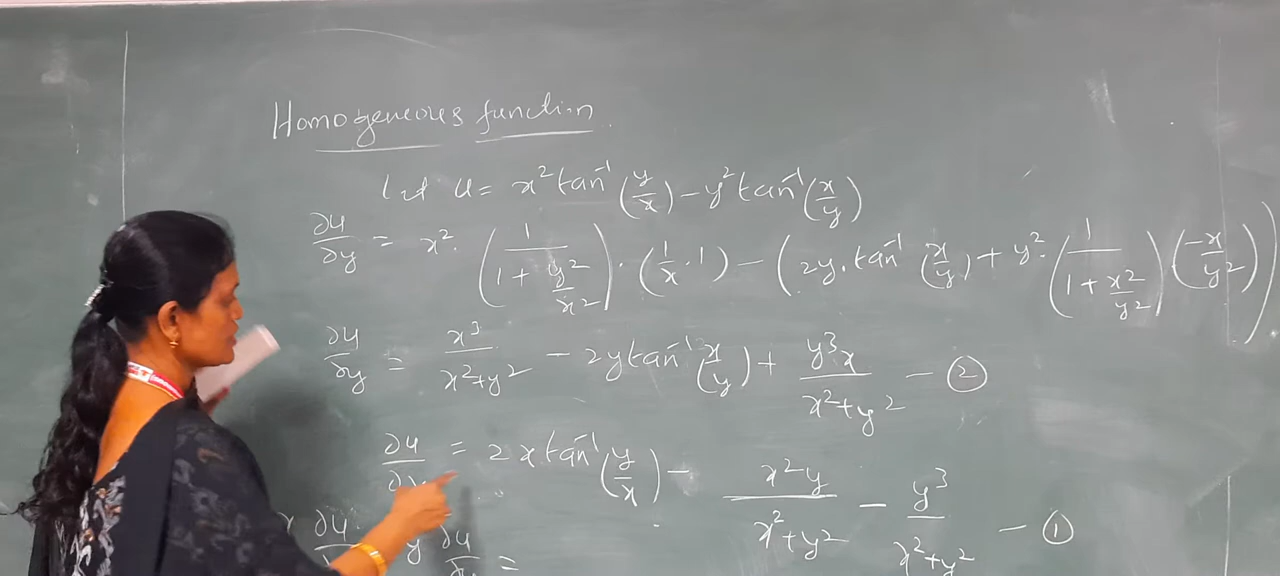 Homogeneous function
Let u = x² tan⁻¹(y/x) − y² tan⁻¹(x/y)
∂u/∂y = x² · (1/(1 + y²/x²)) · (1/x · 1) − (2y · tan⁻¹(x/y) + y² · (1/(1 + x²/y²)) (−x/y²))
∂u/∂y = x³/(x²+y²) − 2y tan⁻¹(x/y) + y³x/(x²+y²) − ②
∂u/∂x = 2x tan⁻¹(y/x) − x²y/(x²+y²) − y³/(x²+y²) − ①
x ∂u y ∂u =